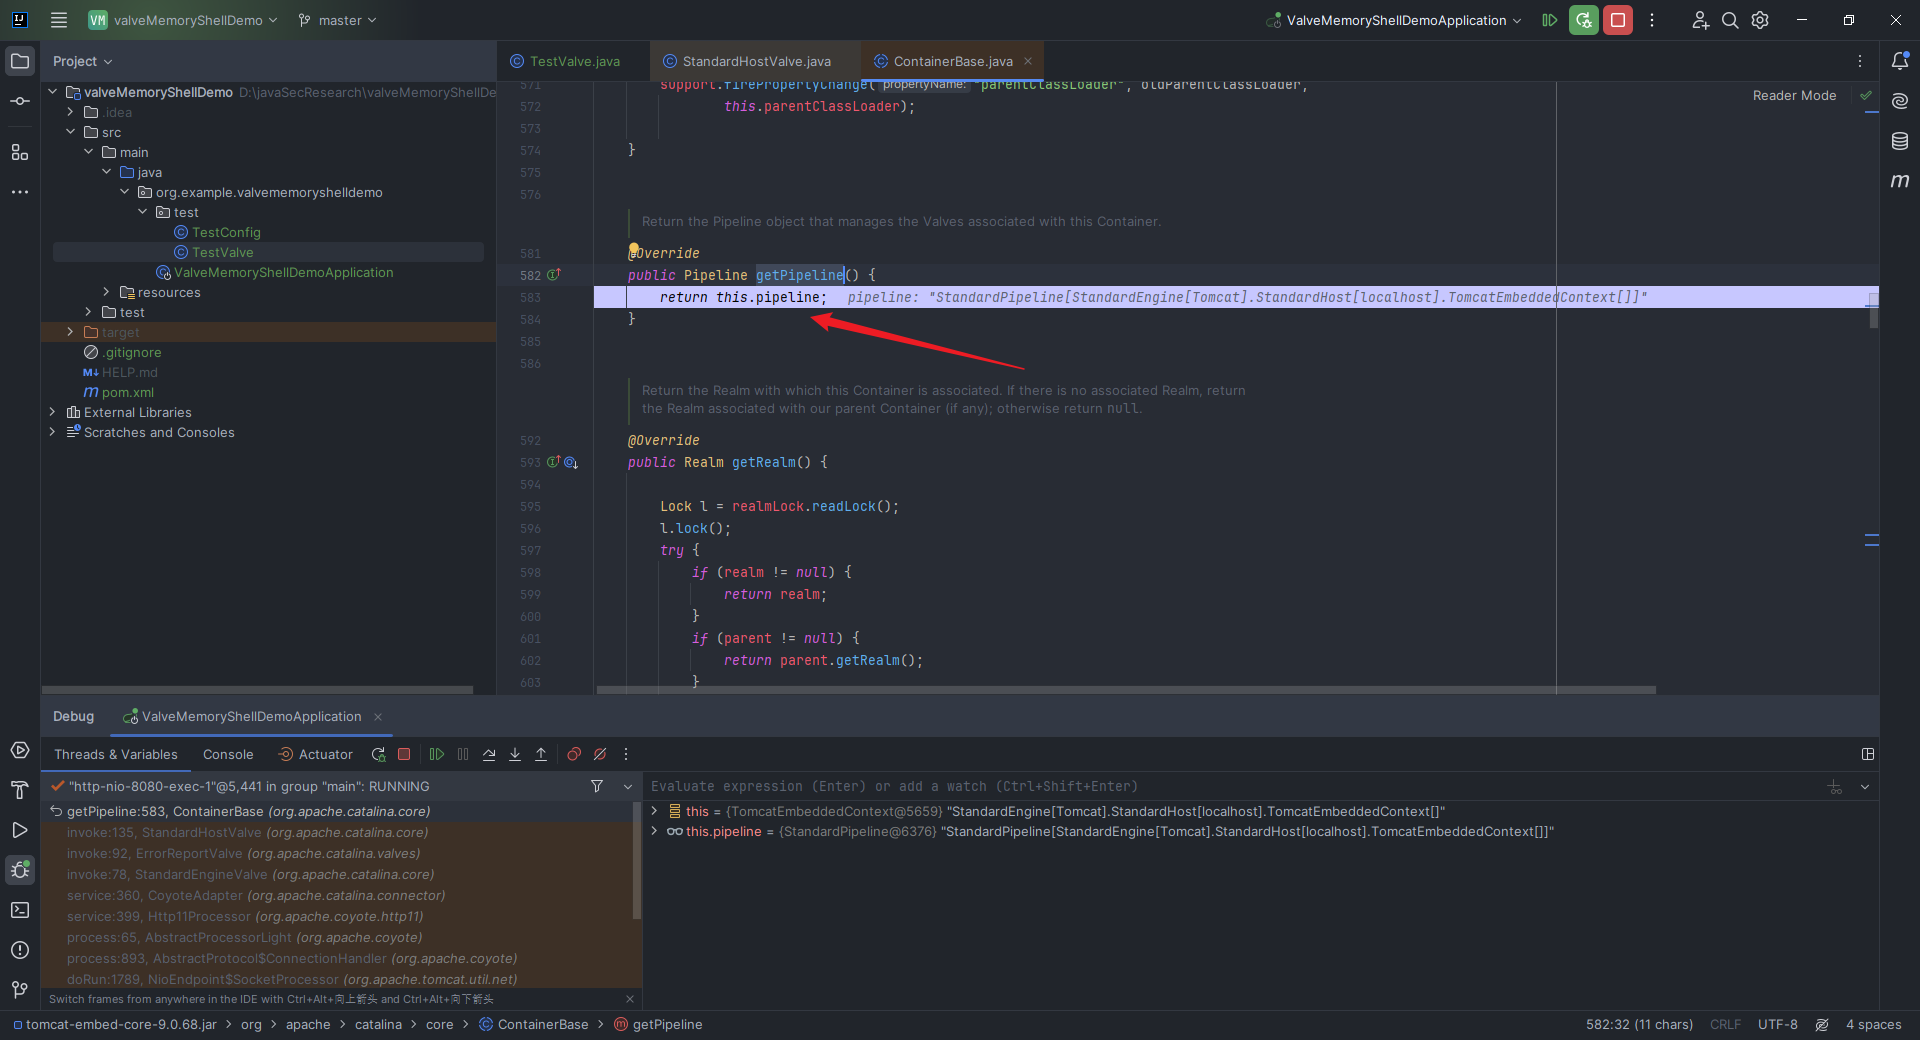 VM valveMemoryShellDemo master ValveMemoryShellDemoApplication
Project
TestValve.java StandardHostValve.java ContainerBase.java
valveMemoryShellDemo D:\javaSecResearch\valveMemoryShellDe
.idea
src
main
java
org.example.valvememoryshelldemo
test
TestConfig
TestValve
ValveMemoryShellDemoApplication
resources
test
target
.gitignore
M↓ HELP.md
m pom.xml
External Libraries
Scratches and Consoles
Reader Mode
571 support.firePropertyChange( propertyName: "parentClassLoader", oldParentClassLoader,
572 this.parentClassLoader);
573
574 }
575
576
Return the Pipeline object that manages the Valves associated with this Container.
581 @Override
582 public Pipeline getPipeline() {
583 return this.pipeline; pipeline: "StandardPipeline[StandardEngine[Tomcat].StandardHost[localhost].TomcatEmbeddedContext[]]"
584 }
585
586
Return the Realm with which this Container is associated. If there is no associated Realm, return
the Realm associated with our parent Container (if any); otherwise return null.
592 @Override
593 public Realm getRealm() {
594
595 Lock l = realmLock.readLock();
596 l.lock();
597 try {
598 if (realm != null) {
599 return realm;
600 }
601 if (parent != null) {
602 return parent.getRealm();
603 }
Debug ValveMemoryShellDemoApplication
Threads & Variables Console Actuator
"http-nio-8080-exec-1"@5,441 in group "main": RUNNING
getPipeline:583, ContainerBase (org.apache.catalina.core)
invoke:135, StandardHostValve (org.apache.catalina.core)
invoke:92, ErrorReportValve (org.apache.catalina.valves)
invoke:78, StandardEngineValve (org.apache.catalina.core)
service:360, CoyoteAdapter (org.apache.catalina.connector)
service:399, Http11Processor (org.apache.coyote.http11)
process:65, AbstractProcessorLight (org.apache.coyote)
process:893, AbstractProtocol$ConnectionHandler (org.apache.coyote)
doRun:1789, NioEndpoint$SocketProcessor (org.apache.tomcat.util.net)
Switch frames from anywhere in the IDE with Ctrl+Alt+向上箭头 and Ctrl+Alt+向下箭头
Evaluate expression (Enter) or add a watch (Ctrl+Shift+Enter)
this = {TomcatEmbeddedContext@5659} "StandardEngine[Tomcat].StandardHost[localhost].TomcatEmbeddedContext[]"
this.pipeline = {StandardPipeline@6376} "StandardPipeline[StandardEngine[Tomcat].StandardHost[localhost].TomcatEmbeddedContext[]]"
tomcat-embed-core-9.0.68.jar org apache catalina core ContainerBase getPipeline 582:32 (11 chars) CRLF UTF-8 4 spaces